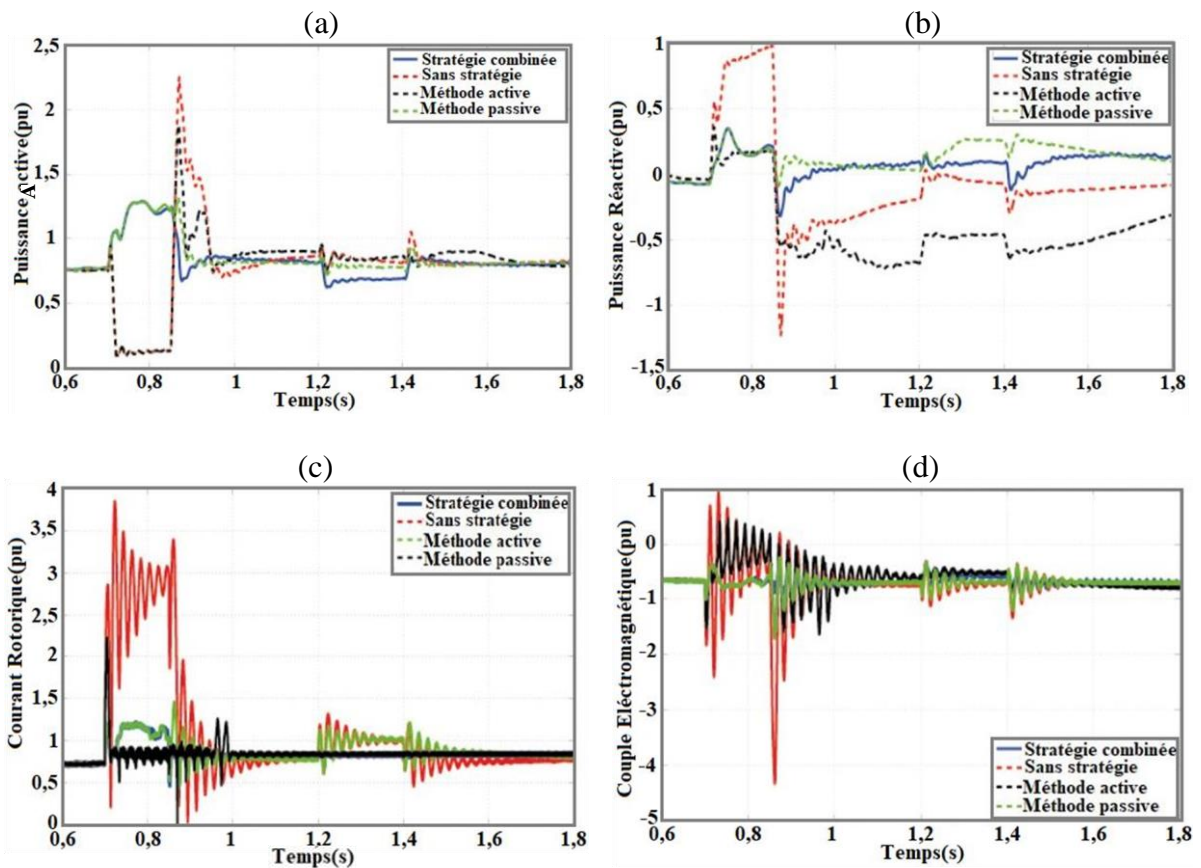 (a)
2,5
2
1,5
1
0,5
0
Puissance Active(pu)
Stratégie combinée
Sans stratégie
Méthode active
Méthode passive
0,6 0,8 1 1,2 1,4 1,6 1,8
Temps(s)
(b)
1
0,5
0
-0,5
-1
-1,5
Puissance Réactive(pu)
Stratégie combinée
Sans stratégie
Méthode active
Méthode passive
0,6 0,8 1 1,2 1,4 1,6 1,8
Temps(s)
(c)
4
3,5
3
2,5
2
1,5
1
0,5
0
Courant Rotorique(pu)
Stratégie combinée
Sans stratégie
Méthode active
Méthode passive
0,6 0,8 1 1,2 1,4 1,6 1,8
Temps(s)
(d)
1
0
-1
-2
-3
-4
-5
Couple Eléctromagnétique(pu)
Stratégie combinée
Sans stratégie
Méthode active
Méthode passive
0,6 0,8 1 1,2 1,4 1,6 1,8
Temps(s)